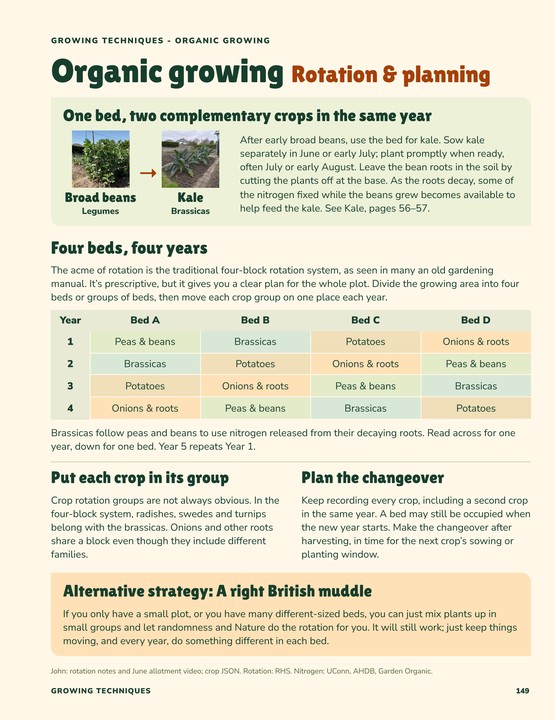 GROWING TECHNIQUES - ORGANIC GROWING
Organic growing Rotation & planning
One bed, two complementary crops in the same year
Broad beans
Legumes
→
Kale
Brassicas
After early broad beans, use the bed for kale. Sow kale
separately in June or early July; plant promptly when ready,
often July or early August. Leave the bean roots in the soil by
cutting the plants off at the base. As the roots decay, some of
the nitrogen fixed while the beans grew becomes available to
help feed the kale. See Kale, pages 56–57.
Four beds, four years
The acme of rotation is the traditional four-block rotation system, as seen in many an old gardening
manual. It’s prescriptive, but it gives you a clear plan for the whole plot. Divide the growing area into four
beds or groups of beds, then move each crop group on one place each year.
Year Bed A Bed B Bed C Bed D
1 Peas & beans Brassicas Potatoes Onions & roots
2 Brassicas Potatoes Onions & roots Peas & beans
3 Potatoes Onions & roots Peas & beans Brassicas
4 Onions & roots Peas & beans Brassicas Potatoes
Brassicas follow peas and beans to use nitrogen released from their decaying roots. Read across for one
year, down for one bed. Year 5 repeats Year 1.
Put each crop in its group
Crop rotation groups are not always obvious. In the
four-block system, radishes, swedes and turnips
belong with the brassicas. Onions and other roots
share a block even though they include different
families.
Plan the changeover
Keep recording every crop, including a second crop
in the same year. A bed may still be occupied when
the new year starts. Make the changeover after
harvesting, in time for the next crop’s sowing or
planting window.
Alternative strategy: A right British muddle
If you only have a small plot, or you have many different-sized beds, you can just mix plants up in
small groups and let randomness and Nature do the rotation for you. It will still work; just keep things
moving, and every year, do something different in each bed.
John: rotation notes and June allotment video; crop JSON. Rotation: RHS. Nitrogen: UConn, AHDB, Garden Organic.
GROWING TECHNIQUES 149